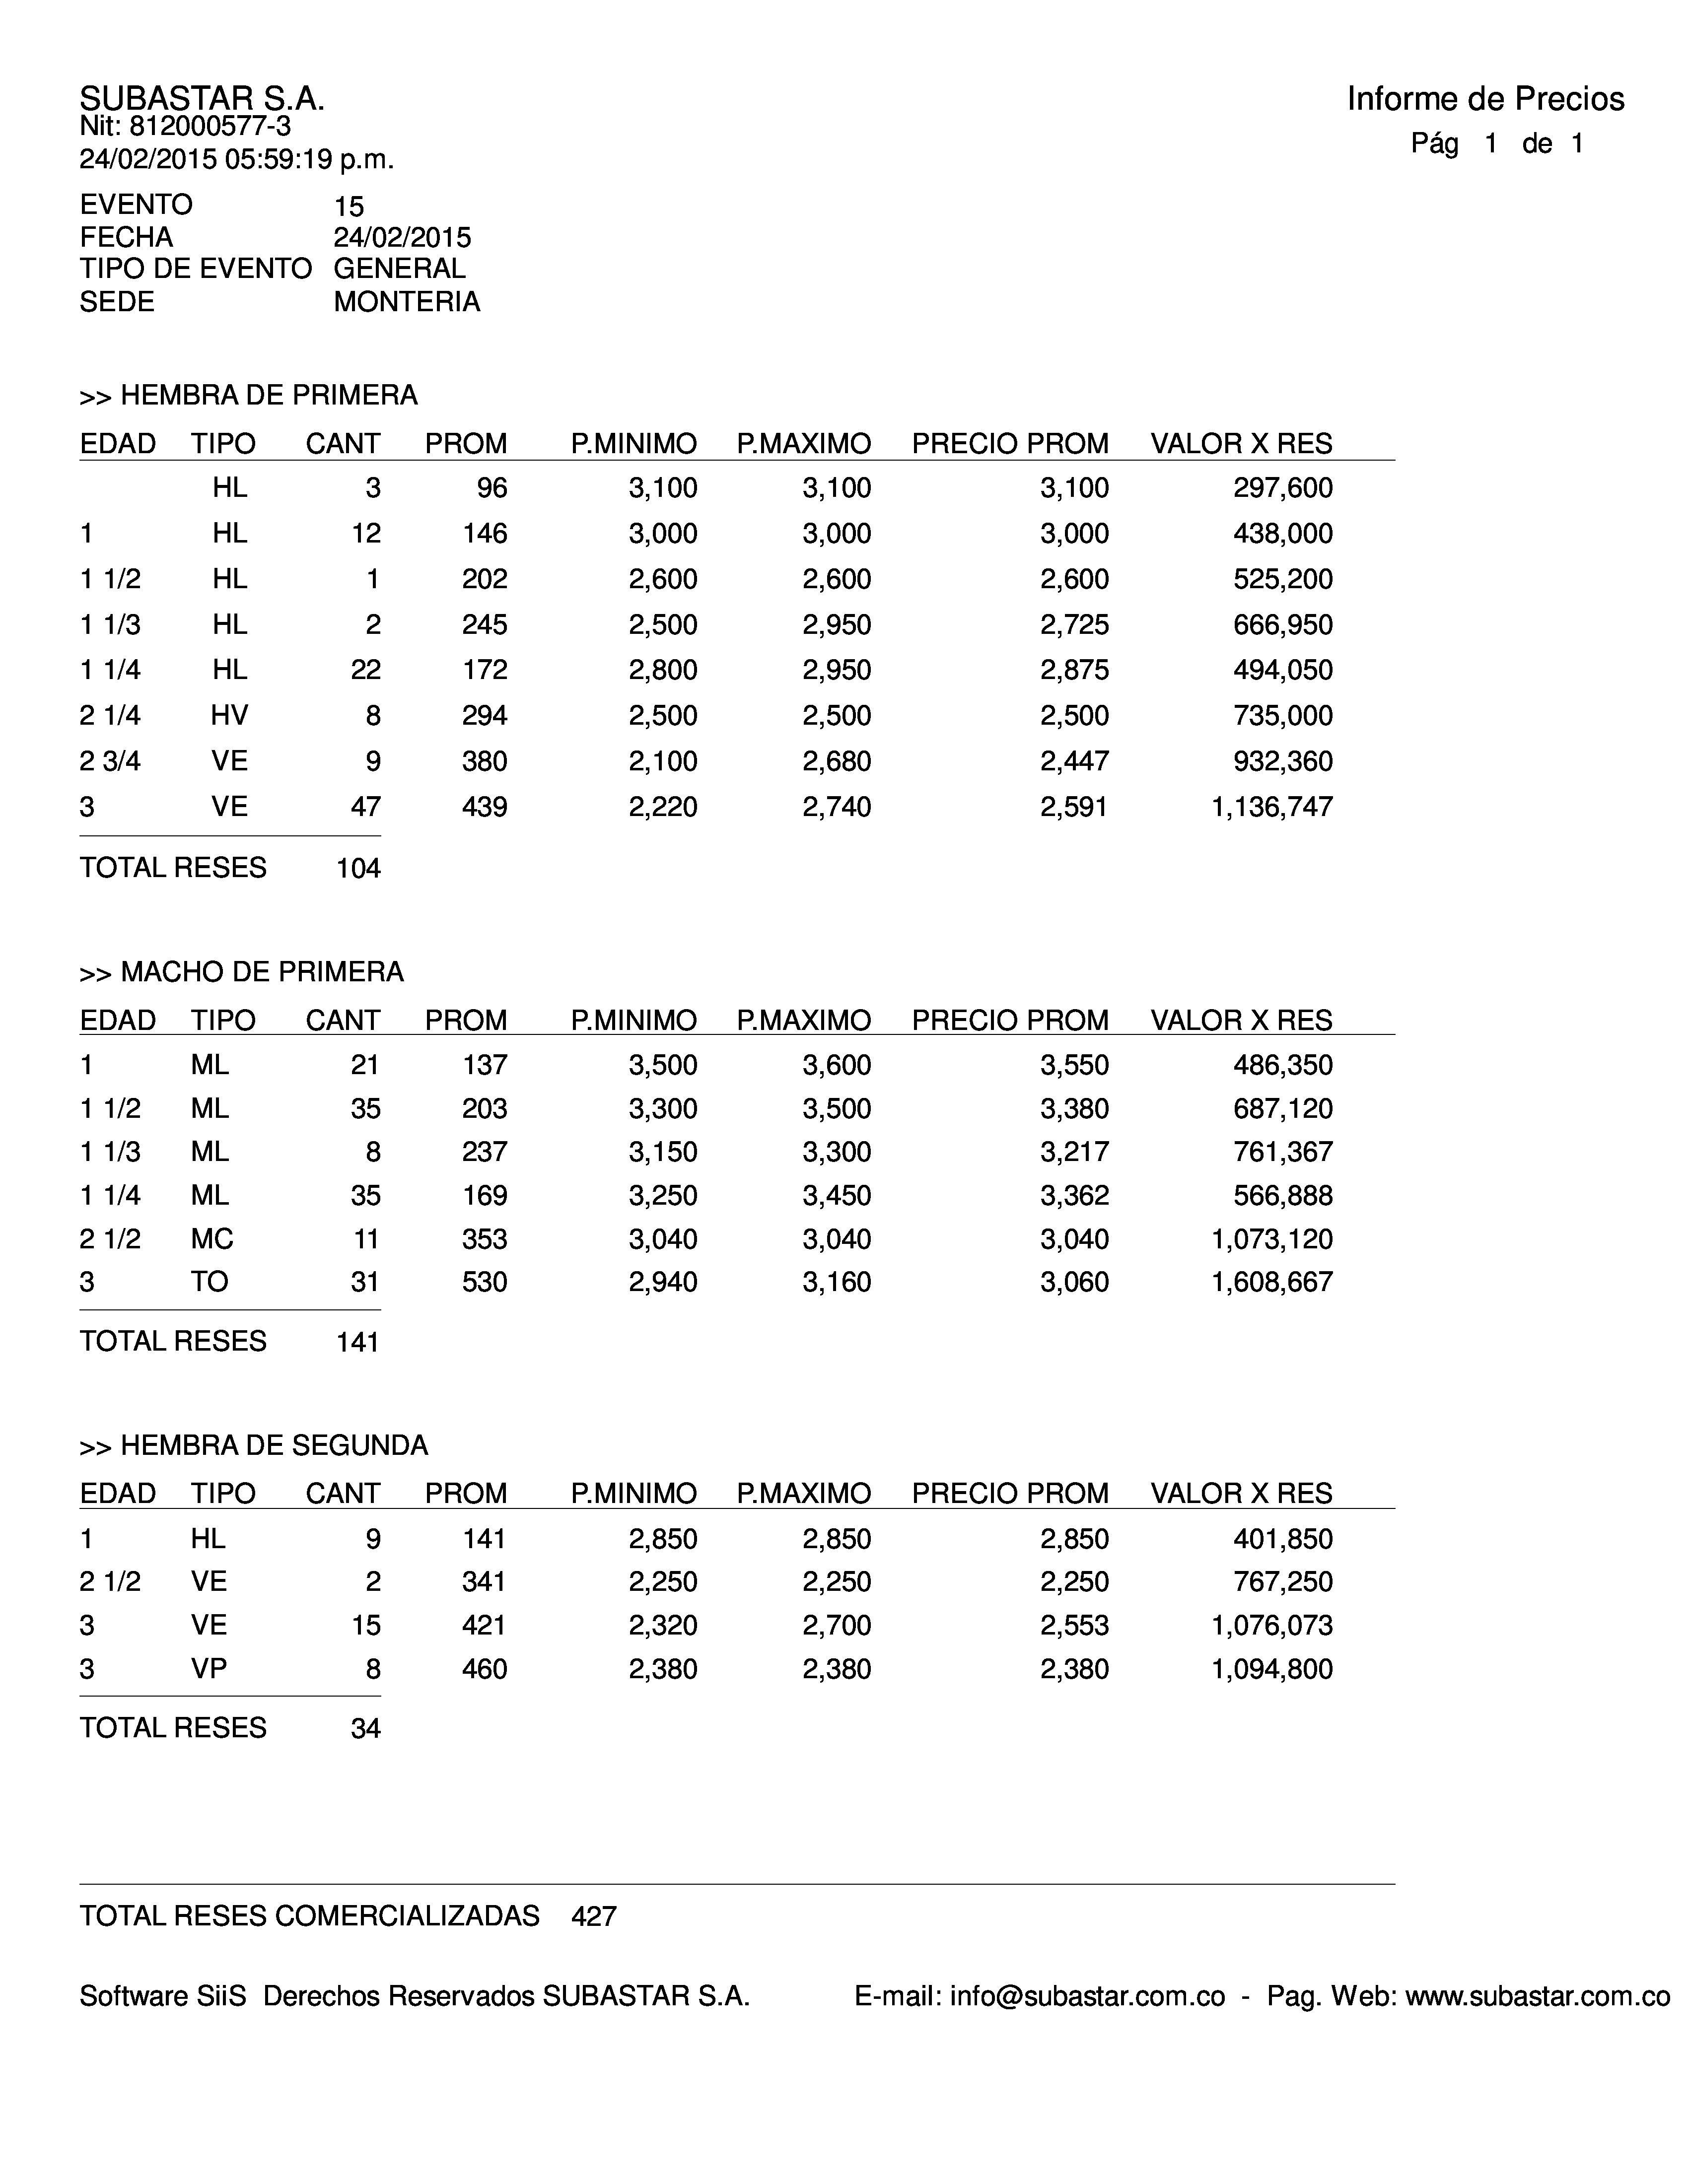 SUBASTAR S.A.
Informe de Precios
Nit: 812000577-3
Pág 1 de 1
24/02/2015 05:59:19 p.m.
EVENTO 15
FECHA 24/02/2015
TIPO DE EVENTO GENERAL
SEDE MONTERIA
>> HEMBRA DE PRIMERA
EDAD TIPO CANT PROM P.MINIMO P.MAXIMO PRECIO PROM VALOR X RES
HL 3 96 3,100 3,100 3,100 297,600
1 HL 12 146 3,000 3,000 3,000 438,000
1 1/2 HL 1 202 2,600 2,600 2,600 525,200
1 1/3 HL 2 245 2,500 2,950 2,725 666,950
1 1/4 HL 22 172 2,800 2,950 2,875 494,050
2 1/4 HV 8 294 2,500 2,500 2,500 735,000
2 3/4 VE 9 380 2,100 2,680 2,447 932,360
3 VE 47 439 2,220 2,740 2,591 1,136,747
TOTAL RESES 104
>> MACHO DE PRIMERA
EDAD TIPO CANT PROM P.MINIMO P.MAXIMO PRECIO PROM VALOR X RES
1 ML 21 137 3,500 3,600 3,550 486,350
1 1/2 ML 35 203 3,300 3,500 3,380 687,120
1 1/3 ML 8 237 3,150 3,300 3,217 761,367
1 1/4 ML 35 169 3,250 3,450 3,362 566,888
2 1/2 MC 11 353 3,040 3,040 3,040 1,073,120
3 TO 31 530 2,940 3,160 3,060 1,608,667
TOTAL RESES 141
>> HEMBRA DE SEGUNDA
EDAD TIPO CANT PROM P.MINIMO P.MAXIMO PRECIO PROM VALOR X RES
1 HL 9 141 2,850 2,850 2,850 401,850
2 1/2 VE 2 341 2,250 2,250 2,250 767,250
3 VE 15 421 2,320 2,700 2,553 1,076,073
3 VP 8 460 2,380 2,380 2,380 1,094,800
TOTAL RESES 34
TOTAL RESES COMERCIALIZADAS 427
Software SiiS Derechos Reservados SUBASTAR S.A. E-mail: info@subastar.com.co - Pag. Web: www.subastar.com.co